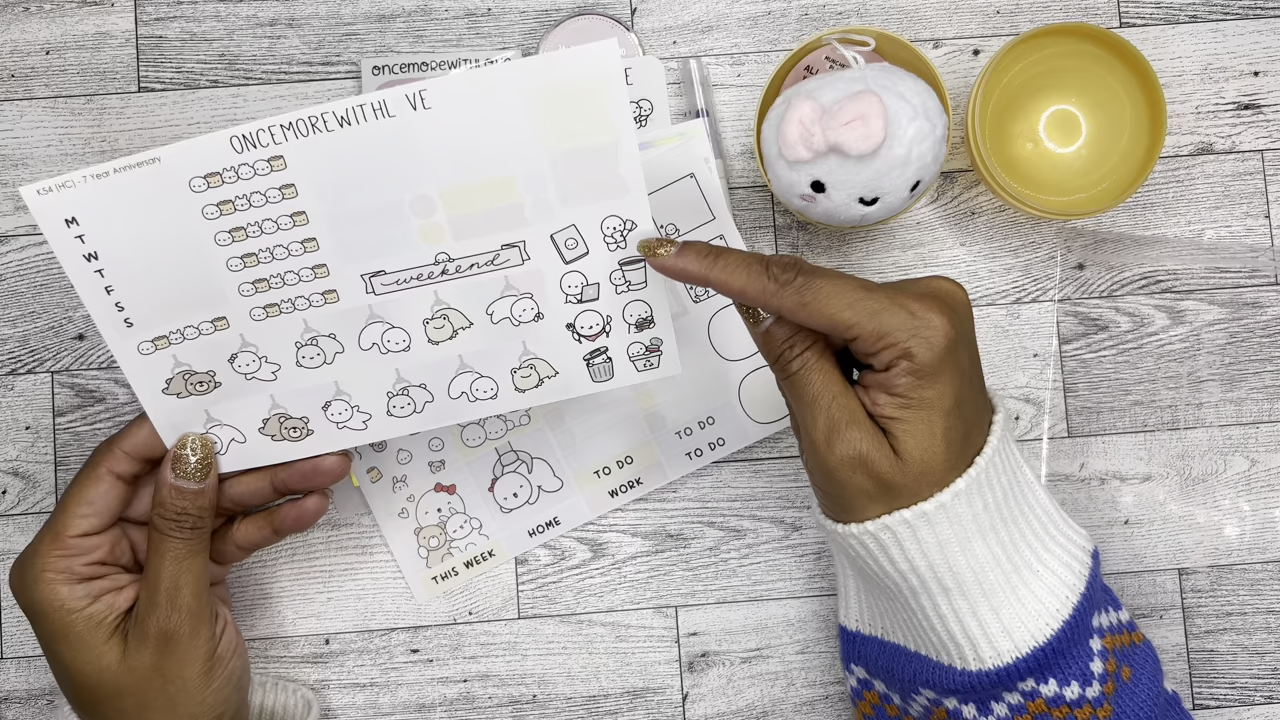 oncemorewithlove
ONCEMOREWITHL VE
E
KS4 (HC) - 7 Year Anniversary
M
T
W
T
F
S
S
weekend
TO DO
TO DO
TO DO
WORK
HOME
THIS WEEK